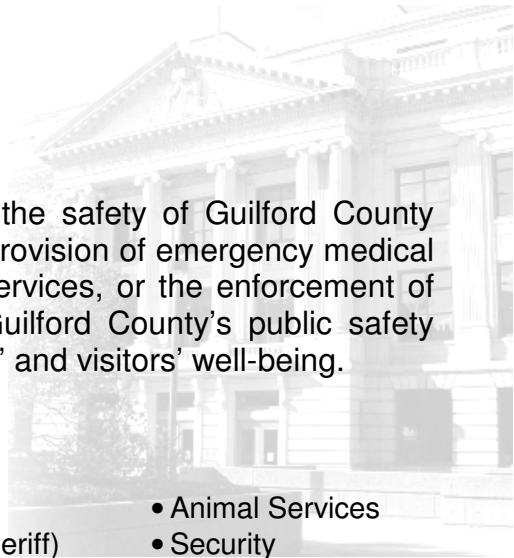 the safety of Guilford County
rovision of emergency medical
ervices, or the enforcement of
uilford County's public safety
' and visitors' well-being.
• Animal Services
eriff) • Security